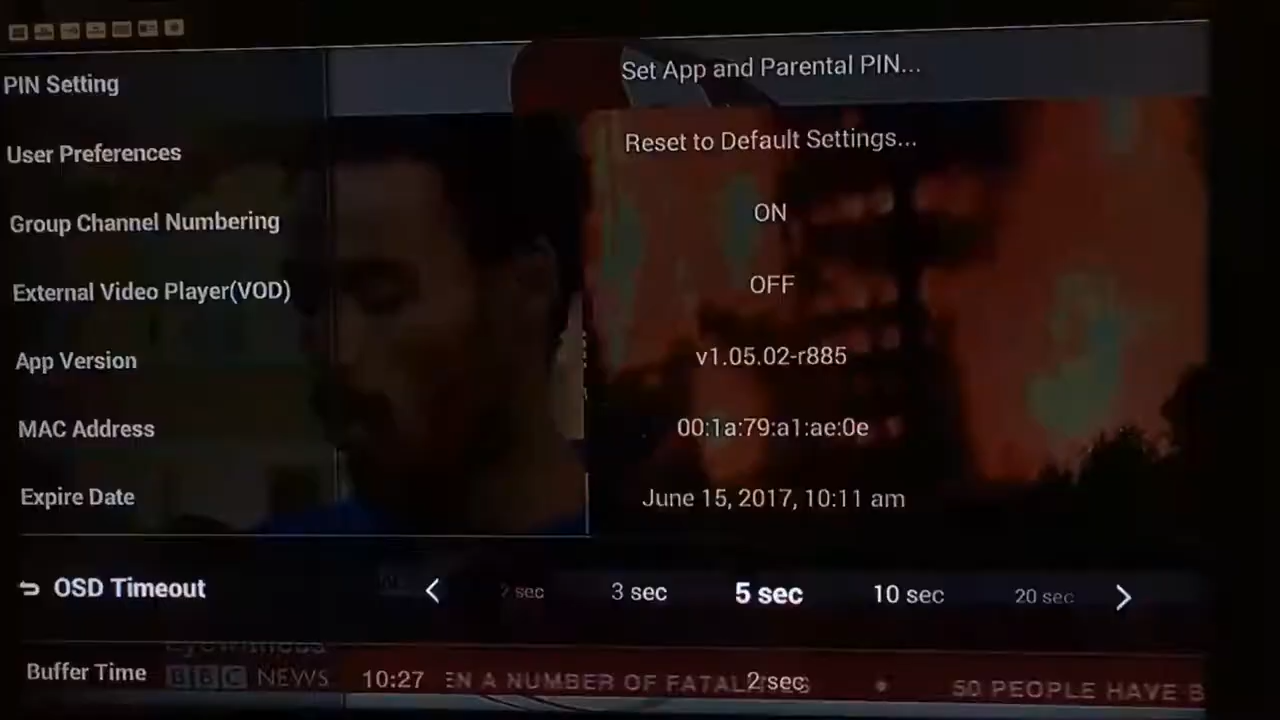 PIN Setting Set App and Parental PIN...
User Preferences Reset to Default Settings...
Group Channel Numbering ON
External Video Player(VOD) OFF
App Version v1.05.02-r885
MAC Address 00:1a:79:a1:ae:0e
Expire Date June 15, 2017, 10:11 am
OSD Timeout 2 sec 3 sec 5 sec 10 sec 20 sec
Buffer Time 2 sec
BBC NEWS 10:27 EN A NUMBER OF 50 PEOPLE HAVE B